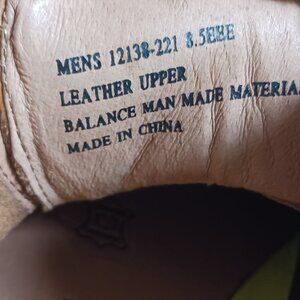 MENS 12138-221 8.5EEE
LEATHER UPPER
BALANCE MAN MADE MATERIA
MADE IN CHINA